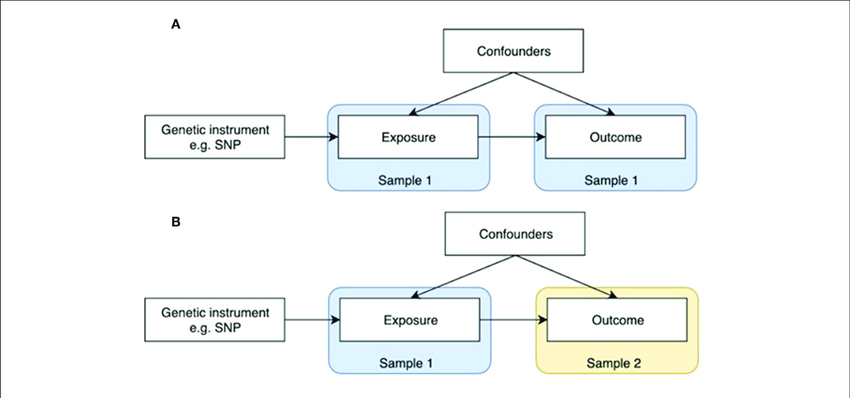 A
Confounders
Genetic instrument
e.g. SNP
Exposure
Outcome
Sample 1
Sample 1
B
Confounders
Genetic instrument
e.g. SNP
Exposure
Outcome
Sample 1
Sample 2